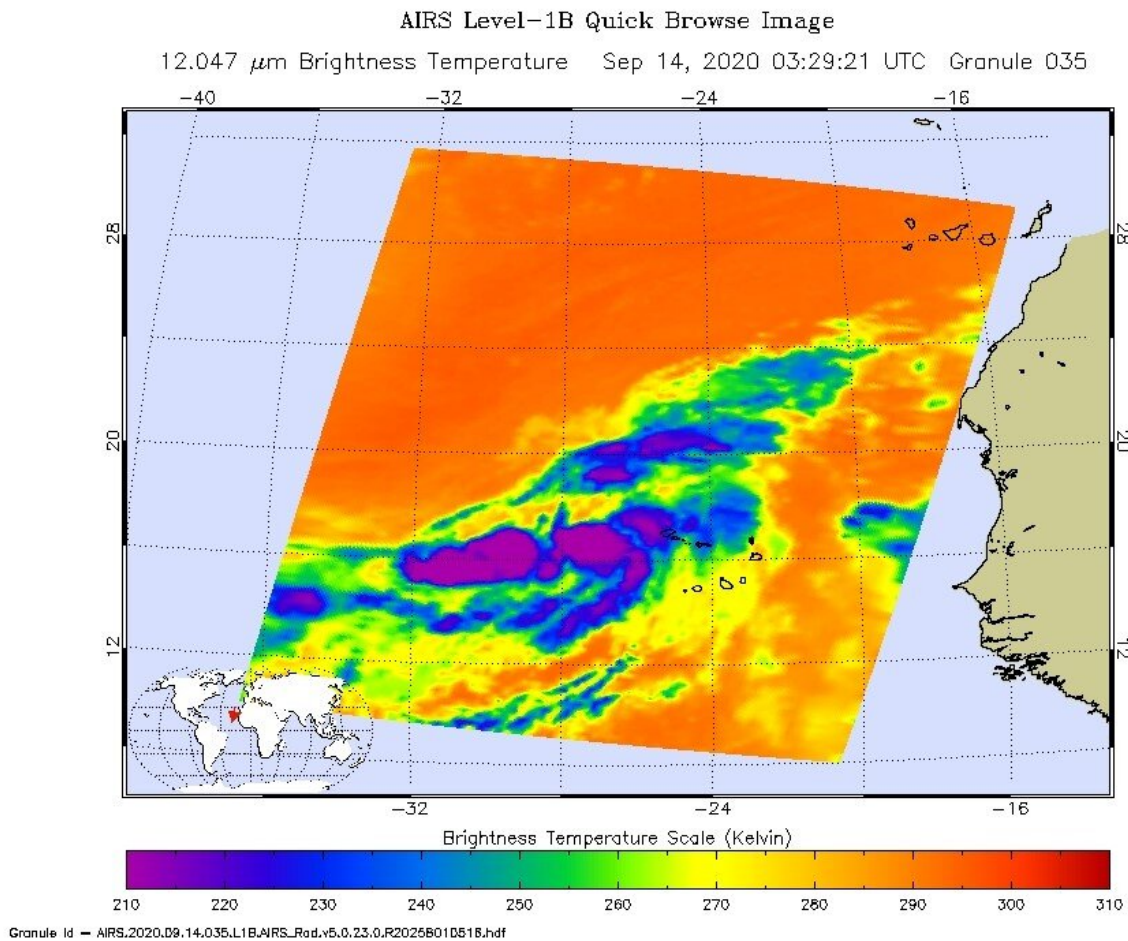 AIRS Level-1B Quick Browse Image
12.047 μm Brightness Temperature Sep 14, 2020 03:29:21 UTC Granule 035
-40 -32 -24 -16
28 28
20 20
12 12
-32 -24 -16
Brightness Temperature Scale (Kelvin)
210 220 230 240 250 260 270 280 290 300 310
Granule Id - AIRS.2020.09.14.035.L1B.AIRS_Rad.v5.0.23.0.R20258010518.hdf